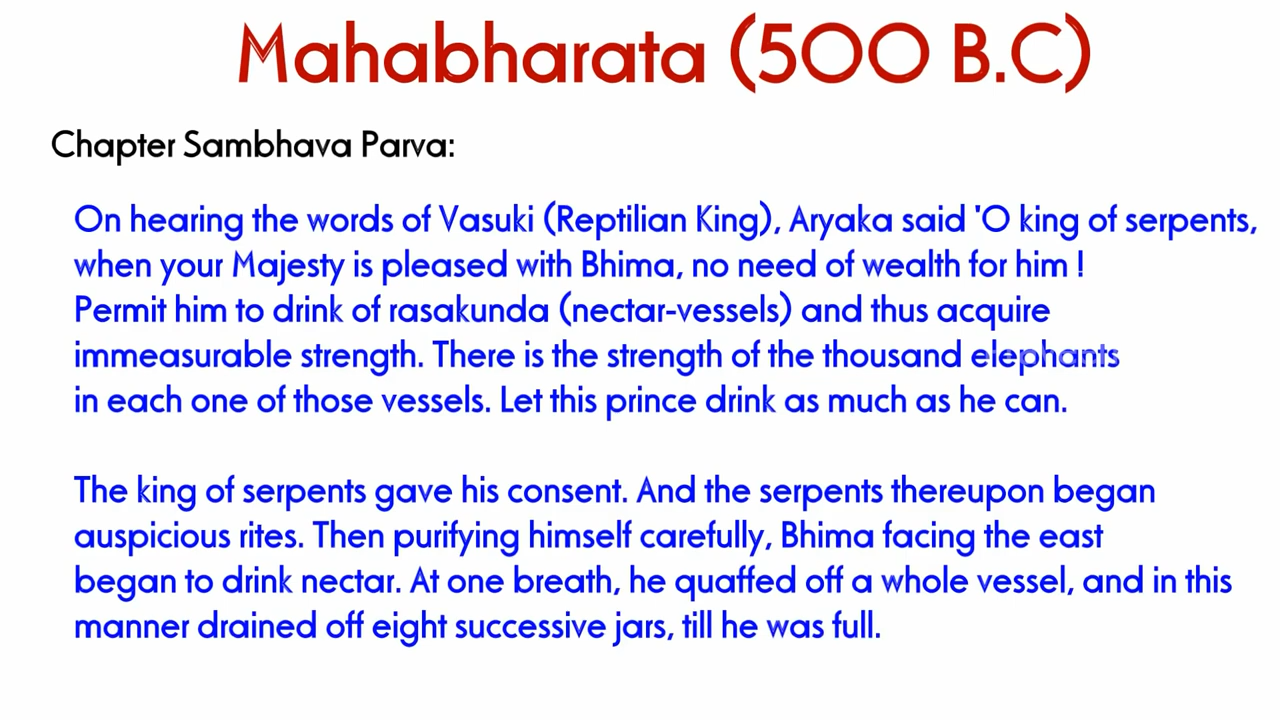 Mahabharata (500 B.C)
Chapter Sambhava Parva:
On hearing the words of Vasuki (Reptilian King), Aryaka said 'O king of serpents,
when your Majesty is pleased with Bhima, no need of wealth for him !
Permit him to drink of rasakunda (nectar-vessels) and thus acquire
immeasurable strength. There is the strength of the thousand elephants
in each one of those vessels. Let this prince drink as much as he can.
The king of serpents gave his consent. And the serpents thereupon began
auspicious rites. Then purifying himself carefully, Bhima facing the east
began to drink nectar. At one breath, he quaffed off a whole vessel, and in this
manner drained off eight successive jars, till he was full.